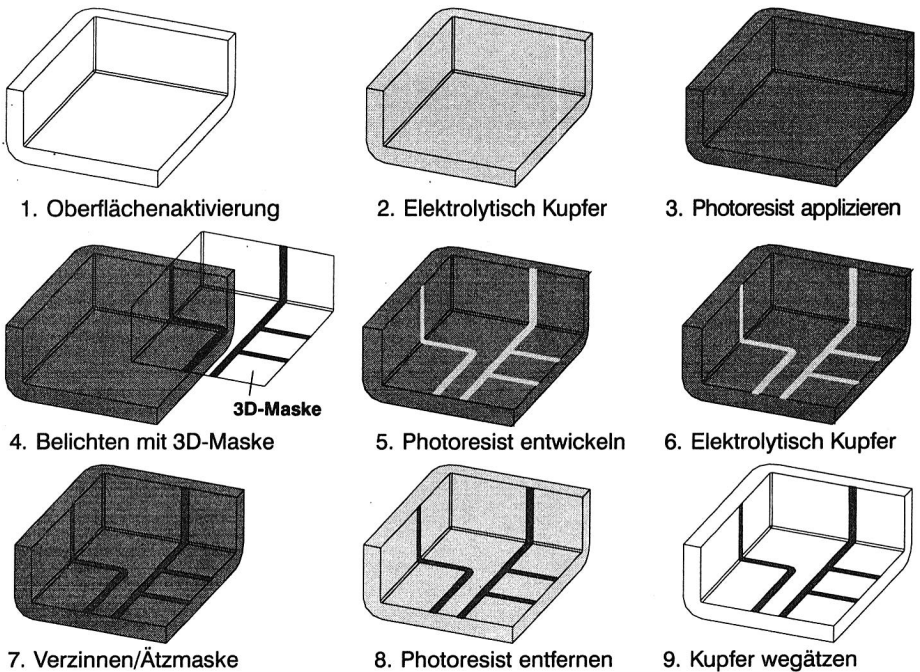 1. Oberflächenaktivierung
2. Elektrolytisch Kupfer
3. Photoresist applizieren
3D-Maske
4. Belichten mit 3D-Maske
5. Photoresist entwickeln
6. Elektrolytisch Kupfer
7. Verzinnen/Ätzmaske
8. Photoresist entfernen
9. Kupfer wegätzen